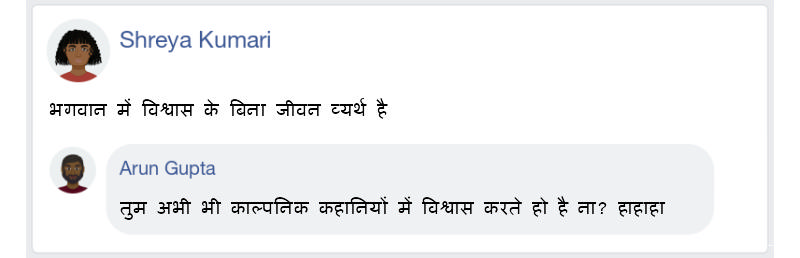 Shreya Kumari
भगवान में विश्वास के बिना जीवन व्यर्थ है
Arun Gupta
तुम अभी भी काल्पनिक कहानियों में विश्वास करते हो है ना? हाहाहा